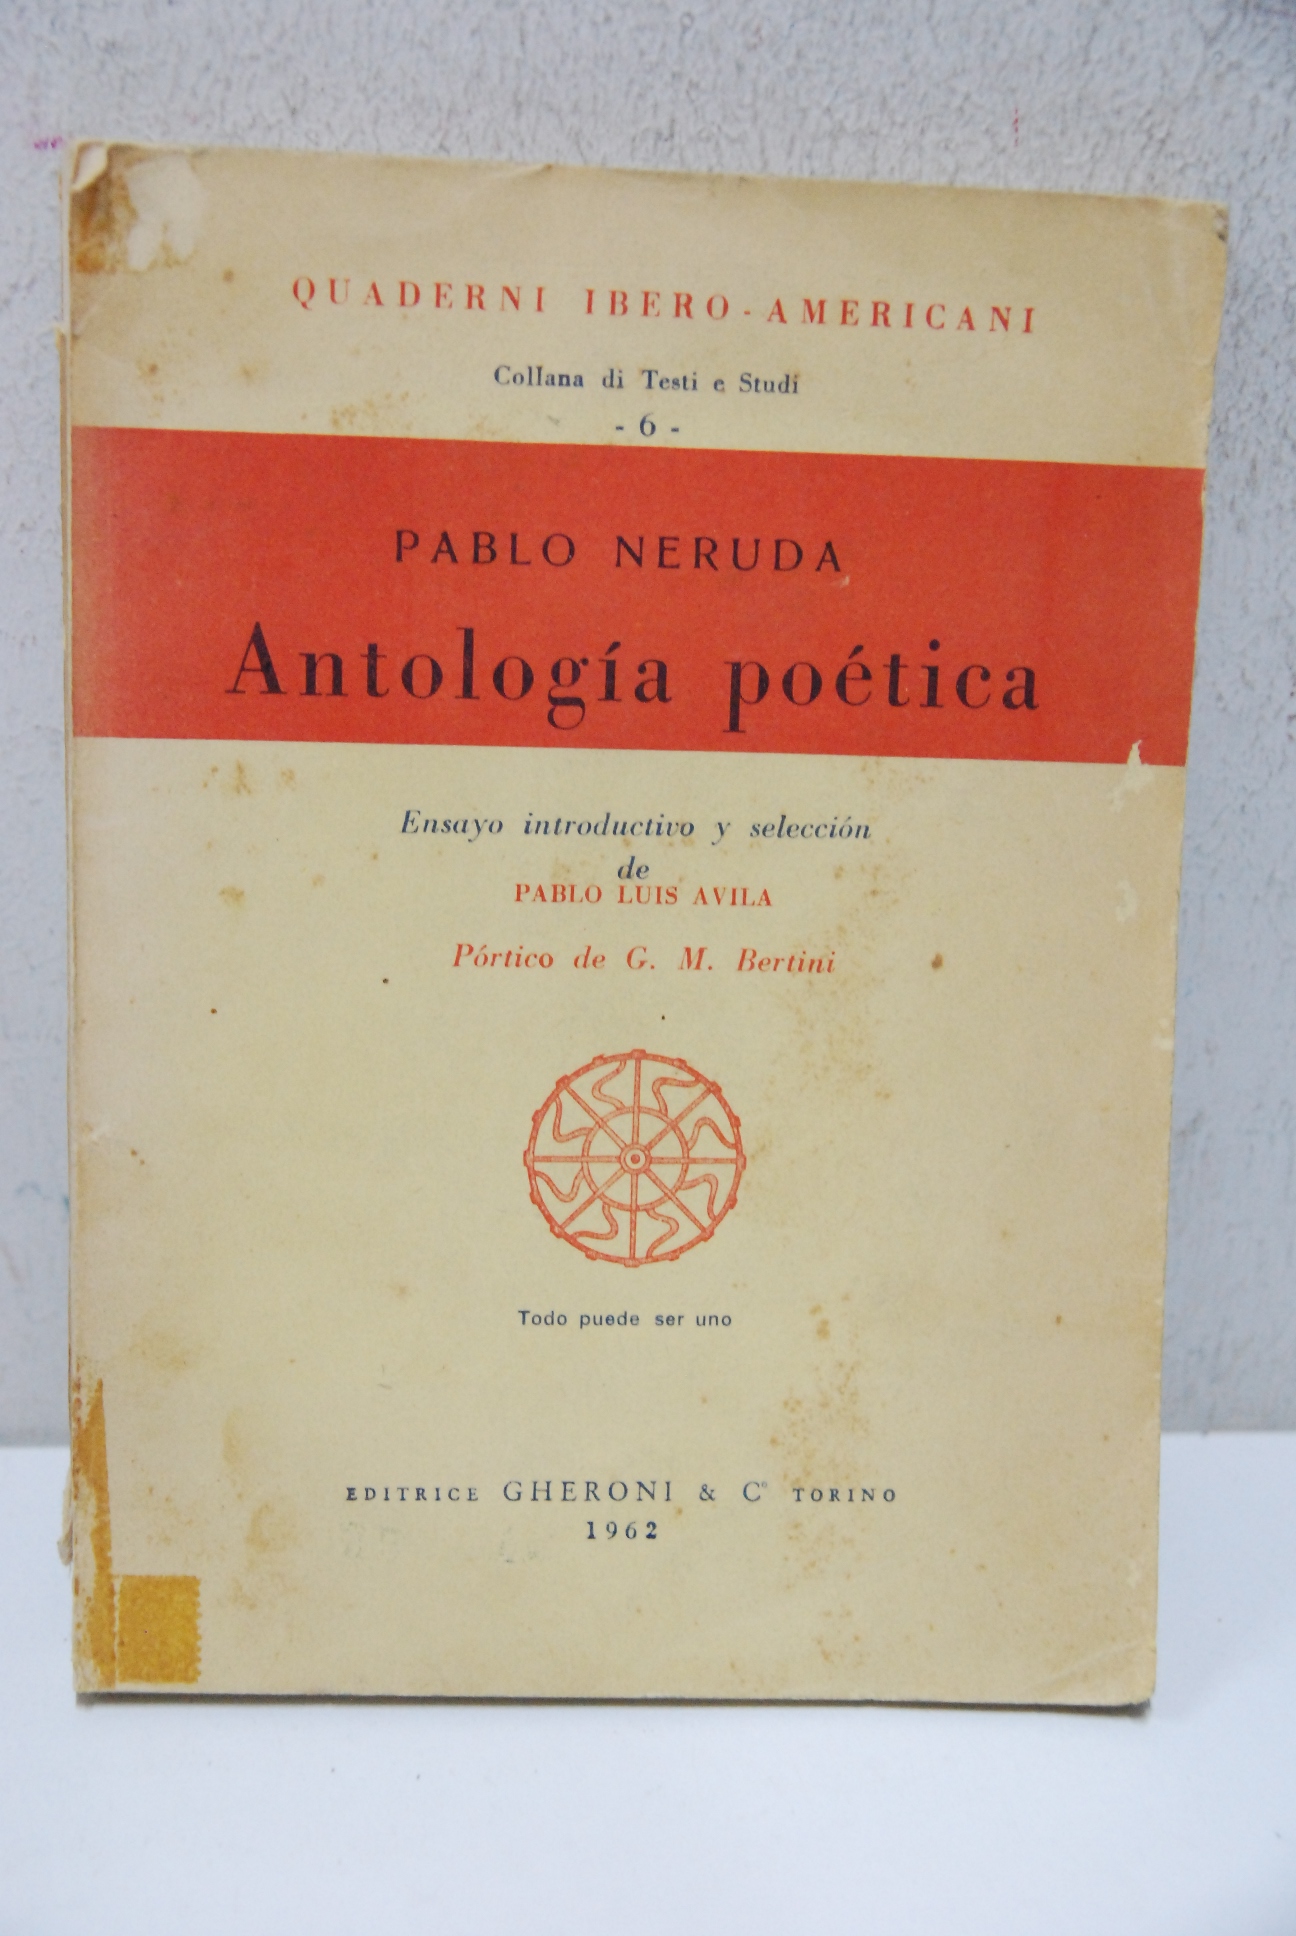 QUADERNI IBERO-AMERICANI
Collana di Testi e Studi
- 6 -
PABLO NERUDA
Antología poética
Ensayo introductivo y selección
de
PABLO LUIS AVILA
Pórtico de G. M. Bertini
Todo puede ser uno
EDITRICE GHERONI & C° TORINO
1962